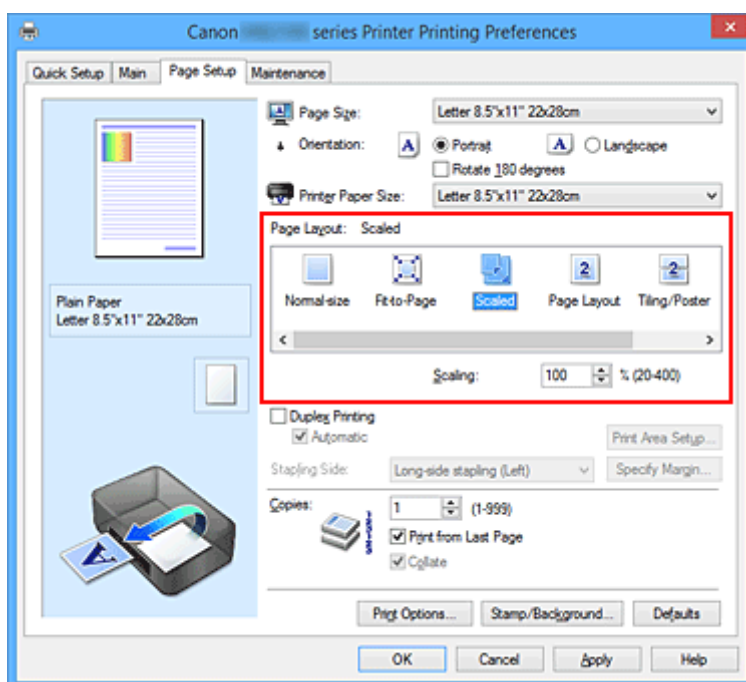 Canon series Printer Printing Preferences
Quick Setup Main Page Setup Maintenance
Page Size: Letter 8.5"x11" 22x28cm
Orientation: A Portrait A Landscape
Rotate 180 degrees
Printer Paper Size: Letter 8.5"x11" 22x28cm
Page Layout: Scaled
Normal-size Fit-to-Page Scaled Page Layout Tiling/Poster
Plain Paper
Letter 8.5"x11" 22x28cm
Scaling: 100 % (20-400)
Duplex Printing
Automatic Print Area Setup...
Stapling Side: Long-side stapling (Left) Specify Margin...
Copies: 1 (1-999)
Print from Last Page
Collate
Print Options... Stamp/Background... Defaults
OK Cancel Apply Help